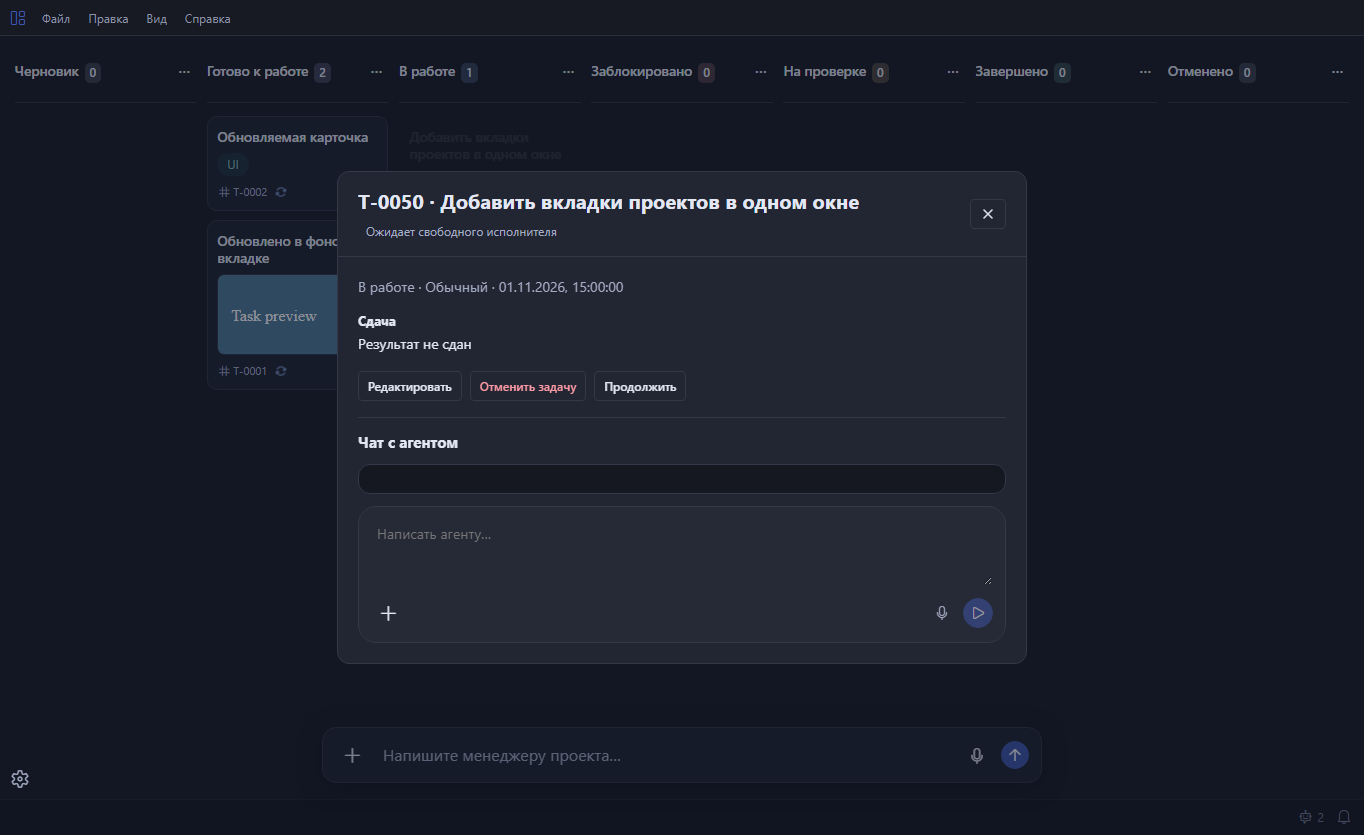 Файл Правка Вид Справка
Черновик 0 ··· Готово к работе 2 ··· В работе 1 ··· Заблокировано 0 ··· На проверке 0 ··· Завершено 0 ··· Отменено 0 ···
Обновляемая карточка
UI
# T-0002
Добавить вкладки
проектов в одном окне
Обновлено в фоно
вкладке
Task preview
# T-0001
T-0050 · Добавить вкладки проектов в одном окне
Ожидает свободного исполнителя
В работе · Обычный · 01.11.2026, 15:00:00
Сдача
Результат не сдан
Редактировать Отменить задачу Продолжить
Чат с агентом
Написать агенту...
Напишите менеджеру проекта...
2